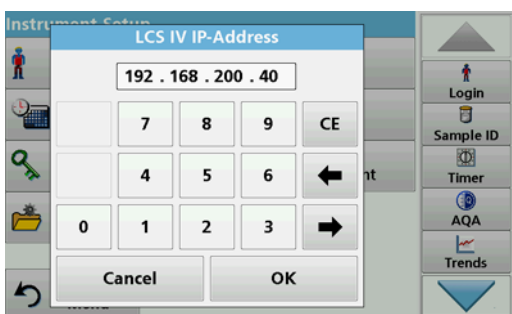 Instrument Setup
LCS IV IP-Address
192 . 168 . 200 . 40
7 8 9 CE
4 5 6
0 1 2 3
Cancel OK
Login
Sample ID
Timer
AQA
Trends